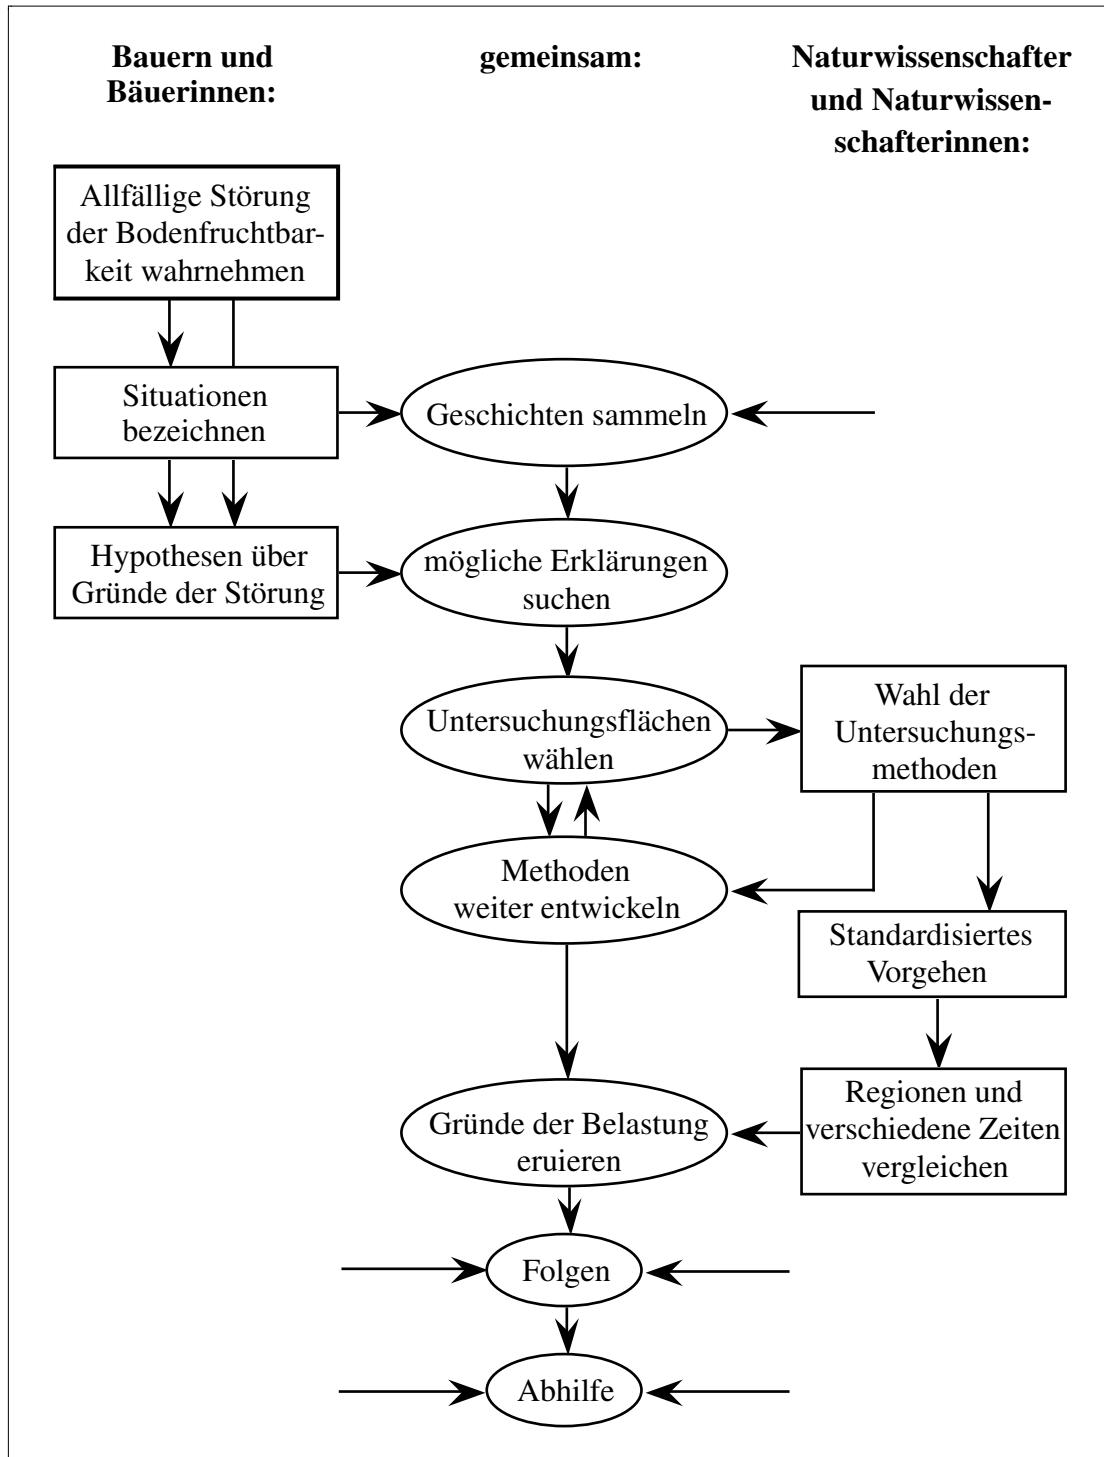 Bauern und
Bäuerinnen:
gemeinsam:
Naturwissenschafter
und Naturwissen-
schafterinnen:
Allfällige Störung
der Bodenfruchtbar-
keit wahrnehmen
Situationen
bezeichnen
Geschichten sammeln
Hypothesen über
Gründe der Störung
mögliche Erklärungen
suchen
Untersuchungsflächen
wählen
Wahl der
Untersuchungs-
methoden
Methoden
weiter entwickeln
Standardisiertes
Vorgehen
Regionen und
verschiedene Zeiten
vergleichen
Gründe der Belastung
eruieren
Folgen
Abhilfe